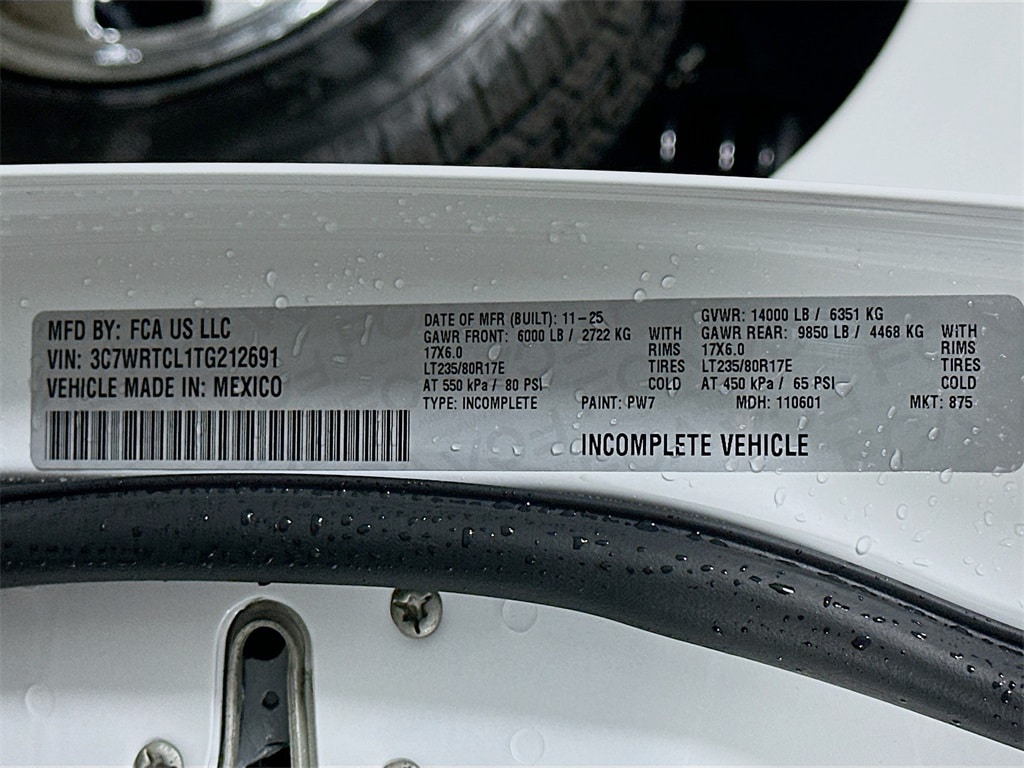 MFD BY: FCA US LLC
VIN: 3C7WRTCL1TG212691
VEHICLE MADE IN: MEXICO
DATE OF MFR (BUILT): 11-25
GAWR FRONT: 6000 LB / 2722 KG WITH
17X6.0 RIMS
LT235/80R17E TIRES
AT 550 kPa / 80 PSI COLD
TYPE: INCOMPLETE
GVWR: 14000 LB / 6351 KG
GAWR REAR: 9850 LB / 4468 KG WITH
17X6.0 RIMS
LT235/80R17E TIRES
AT 450 kPa / 65 PSI COLD
PAINT: PW7 MDH: 110601 MKT: 875
INCOMPLETE VEHICLE